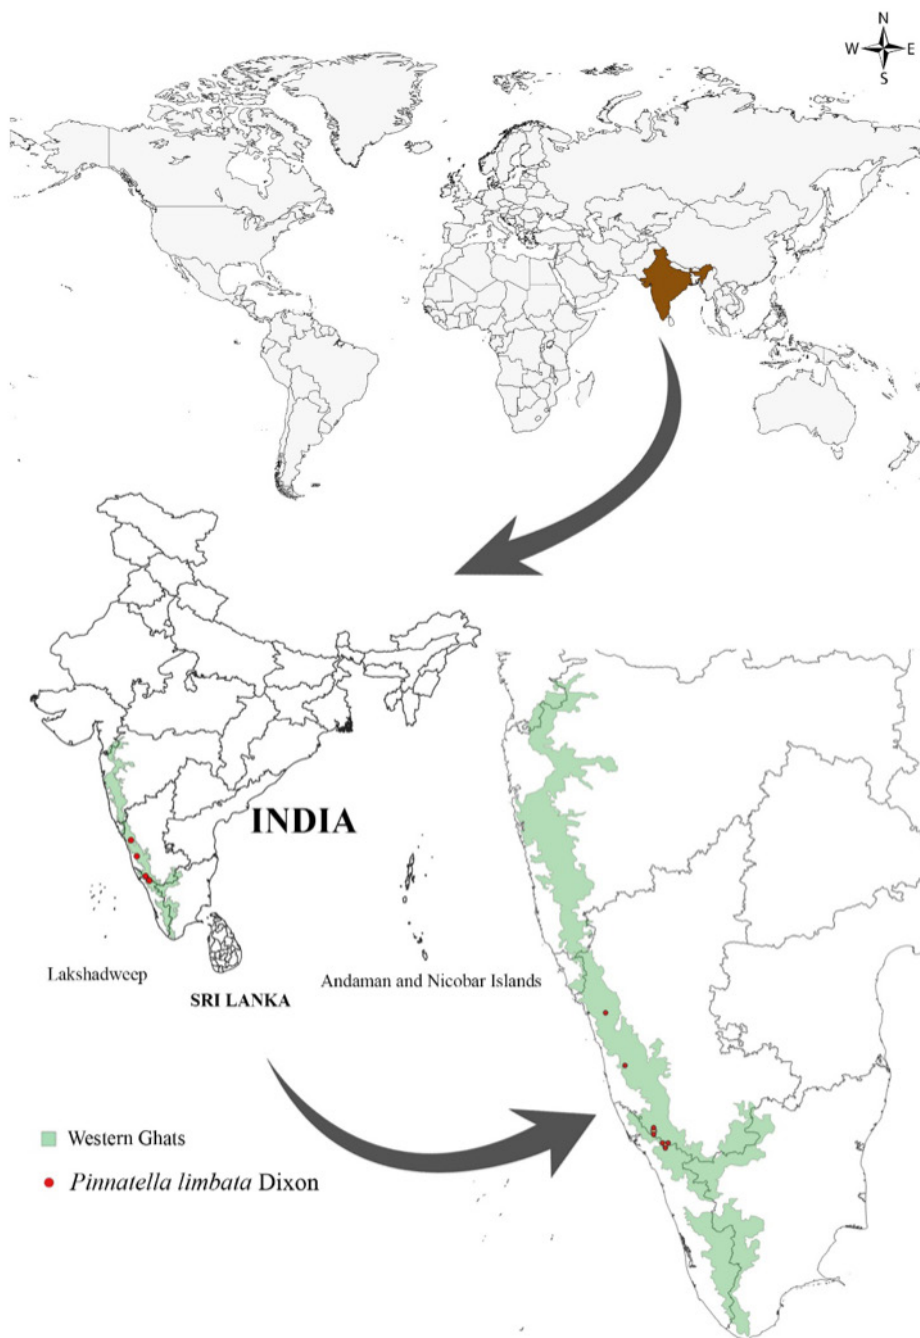 N
W E
S
INDIA
Lakshadweep
Andaman and Nicobar Islands
SRI LANKA
Western Ghats
Pinnatella limbata Dixon